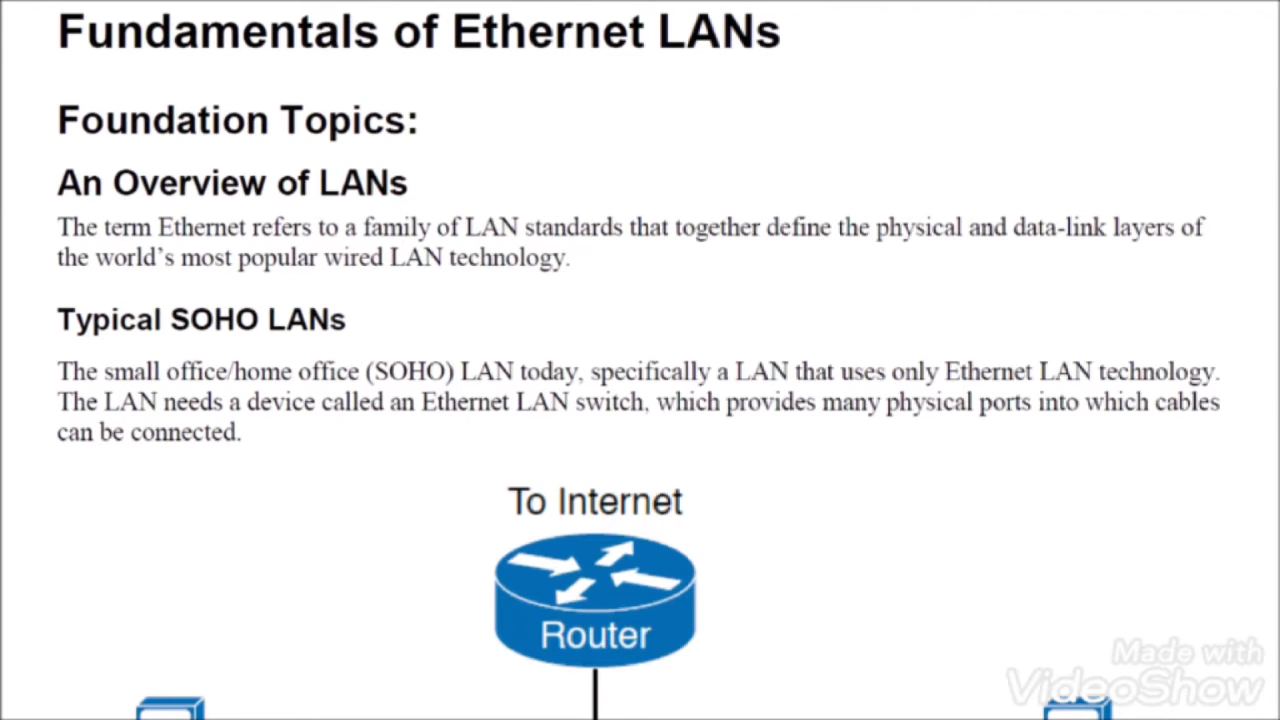 Fundamentals of Ethernet LANs
Foundation Topics:
An Overview of LANs
The term Ethernet refers to a family of LAN standards that together define the physical and data-link layers of
the world's most popular wired LAN technology.
Typical SOHO LANs
The small office/home office (SOHO) LAN today, specifically a LAN that uses only Ethernet LAN technology.
The LAN needs a device called an Ethernet LAN switch, which provides many physical ports into which cables
can be connected.
To Internet
Router
Made with
VideoShow